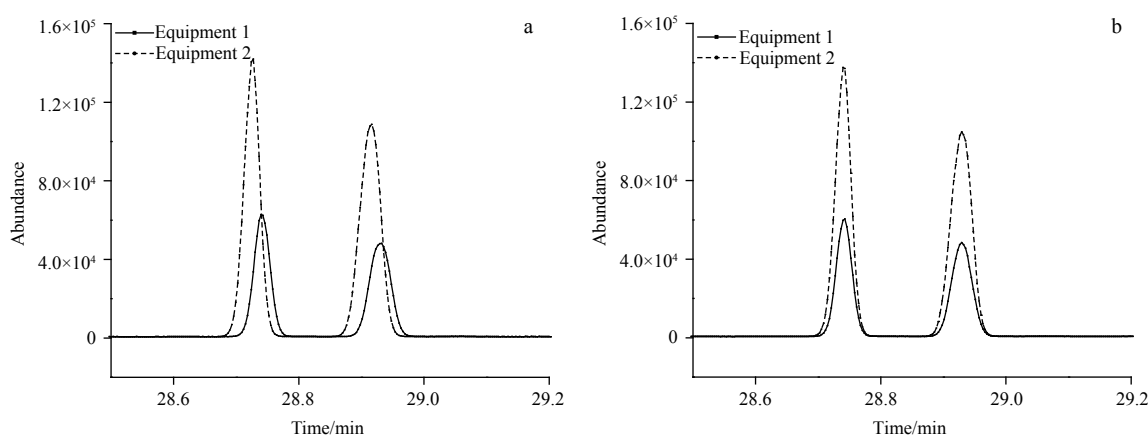 1.6×10⁵
Equipment 1
Equipment 2
a
1.2×10⁵
8.0×10⁴
4.0×10⁴
0
Abundance
28.6
28.8
29.0
29.2
Time/min
1.6×10⁵
Equipment 1
Equipment 2
b
1.2×10⁵
8.0×10⁴
4.0×10⁴
0
Abundance
28.6
28.8
29.0
29.2
Time/min